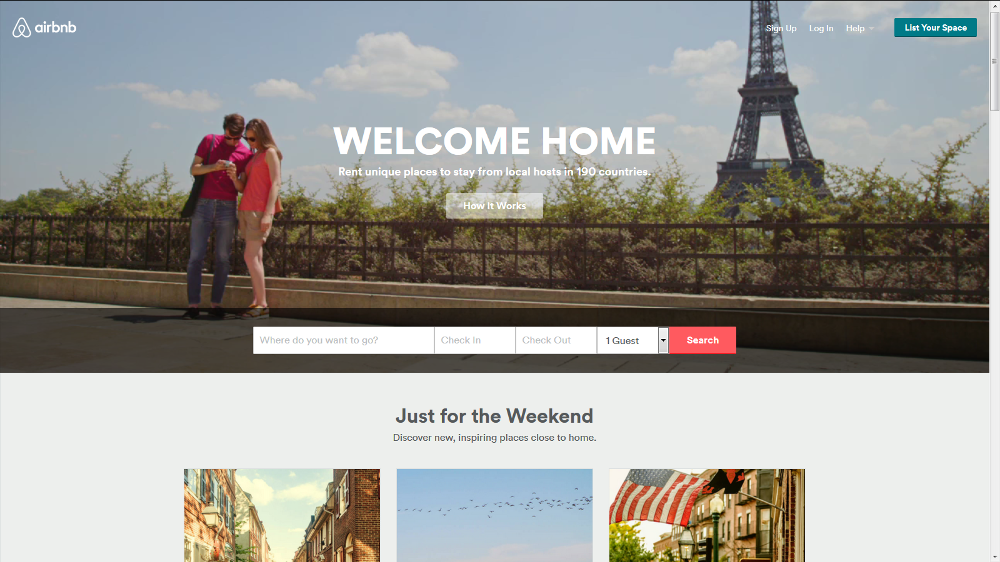 airbnb
Sign Up Log In Help List Your Space
WELCOME HOME
Rent unique places to stay from local hosts in 190 countries.
How It Works
Where do you want to go? Check In Check Out 1 Guest Search
Just for the Weekend
Discover new, inspiring places close to home.